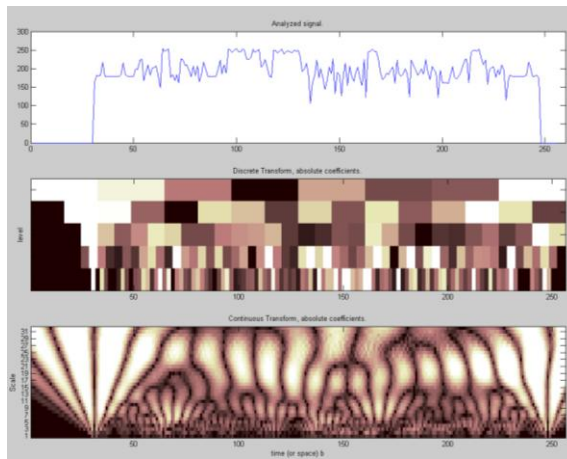 Analyzed signal.
300
250
200
150
100
50
0
0 50 100 150 200 250
Discrete Transform, absolute coefficients.
level
50 100 150 200 250
Continuous Transform, absolute coefficients.
Scale
50 100 150 200 250
time (or space) b